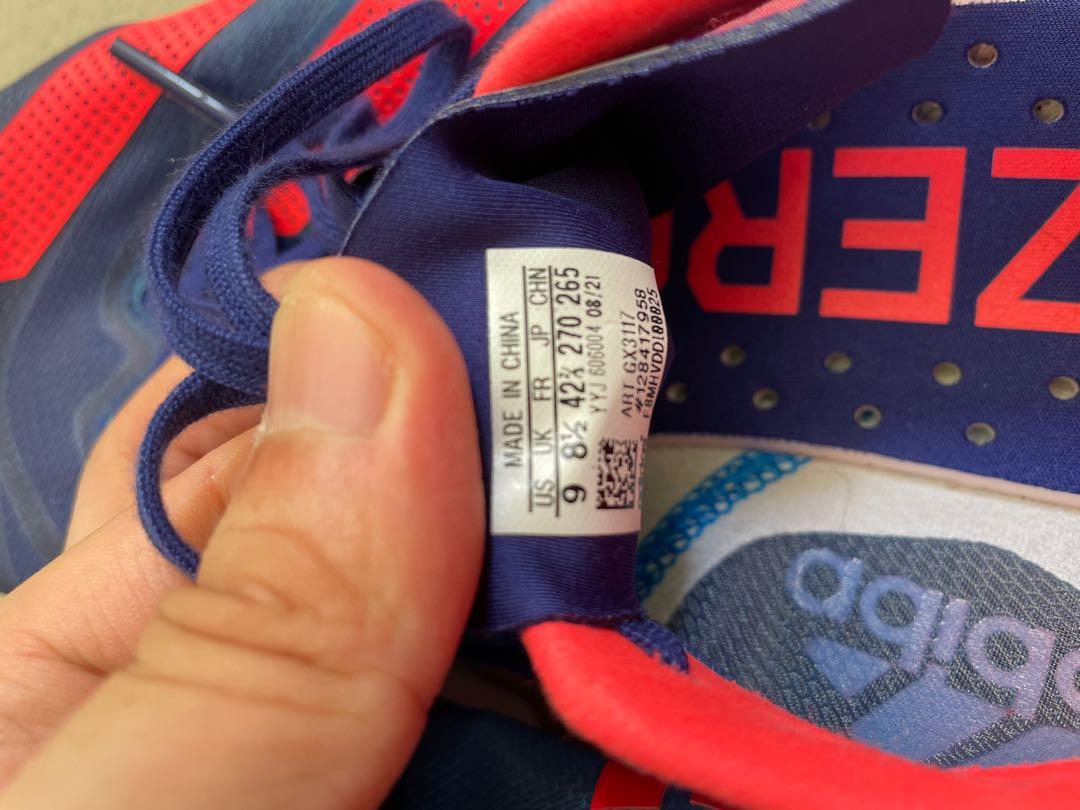 MADE IN CHINA
US UK FR JP CHN
9 8½ 42⅔ 270 265
YYJ 606004 08/21
ART GX3117
#128417958
F8MHVDD100025
ZER
adida